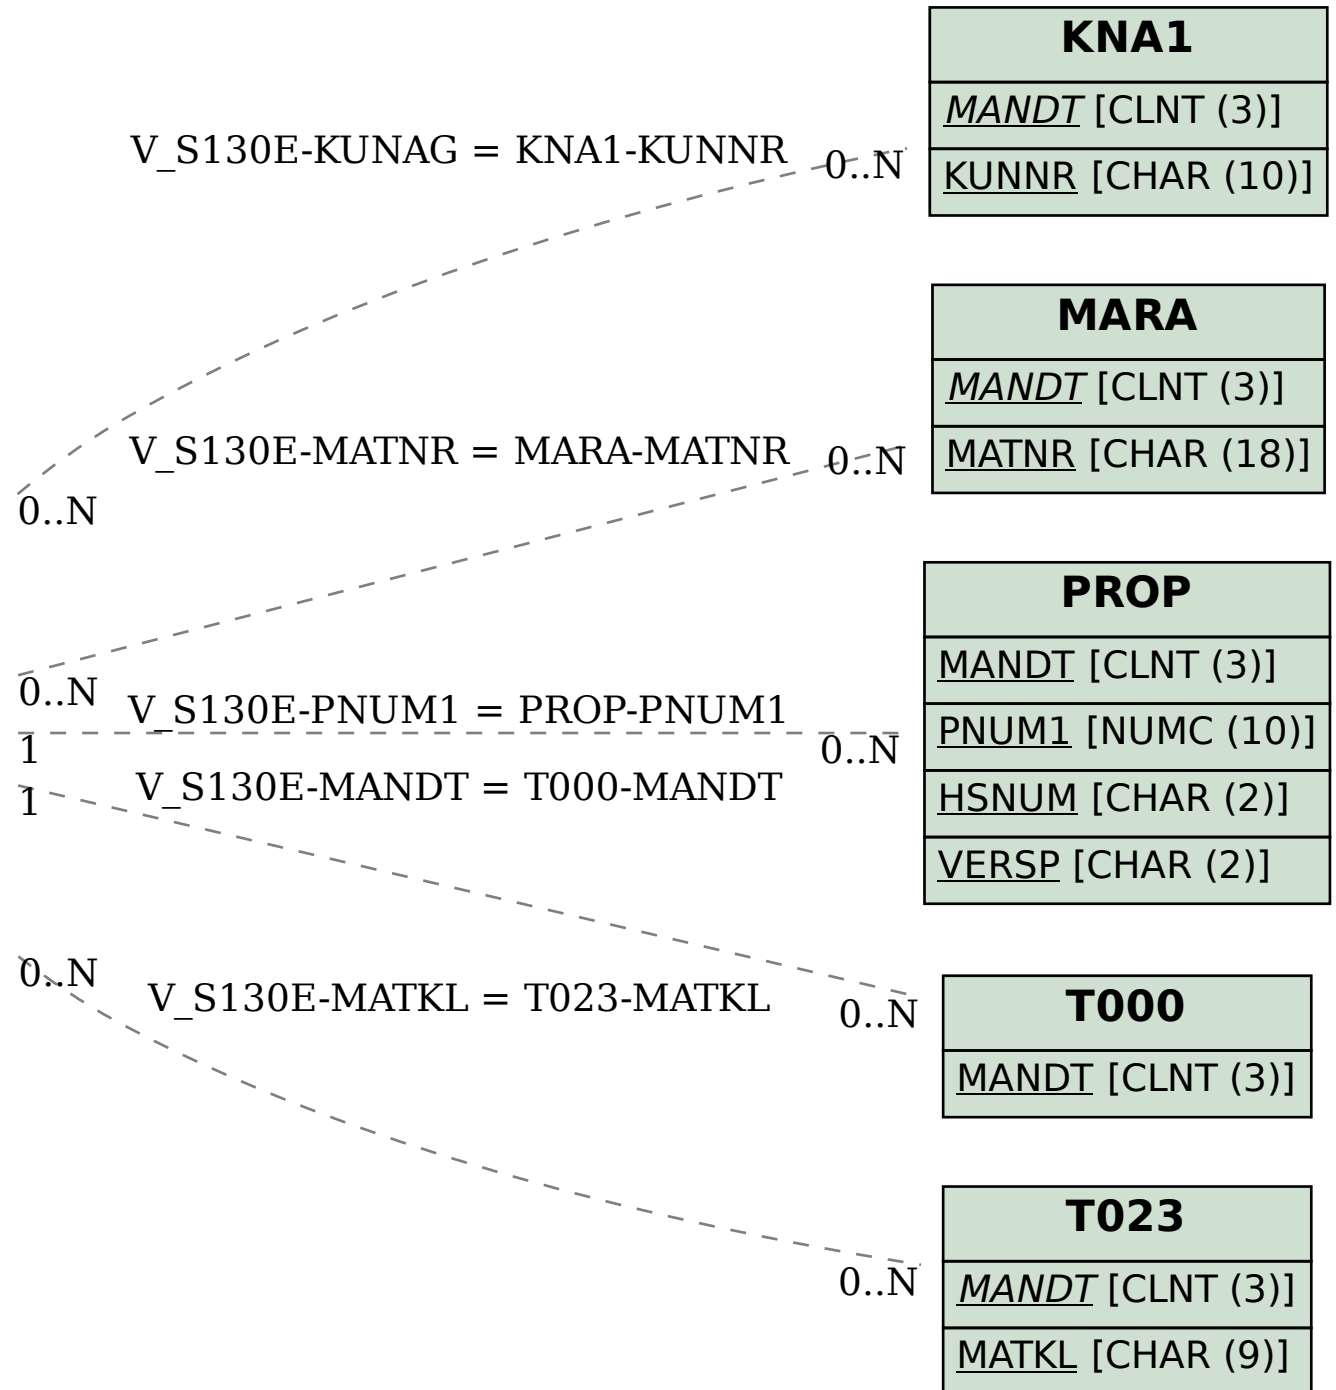 KNA1
MANDT [CLNT (3)]
KUNNR [CHAR (10)]
V_S130E-KUNAG = KNA1-KUNNR
0..N
0..N
MARA
MANDT [CLNT (3)]
MATNR [CHAR (18)]
V_S130E-MATNR = MARA-MATNR
0..N
0..N
PROP
MANDT [CLNT (3)]
PNUM1 [NUMC (10)]
HSNUM [CHAR (2)]
VERSP [CHAR (2)]
V_S130E-PNUM1 = PROP-PNUM1
0..N
1
V_S130E-MANDT = T000-MANDT
1
0..N
T000
MANDT [CLNT (3)]
V_S130E-MATKL = T023-MATKL
0..N
0..N
T023
MANDT [CLNT (3)]
MATKL [CHAR (9)]